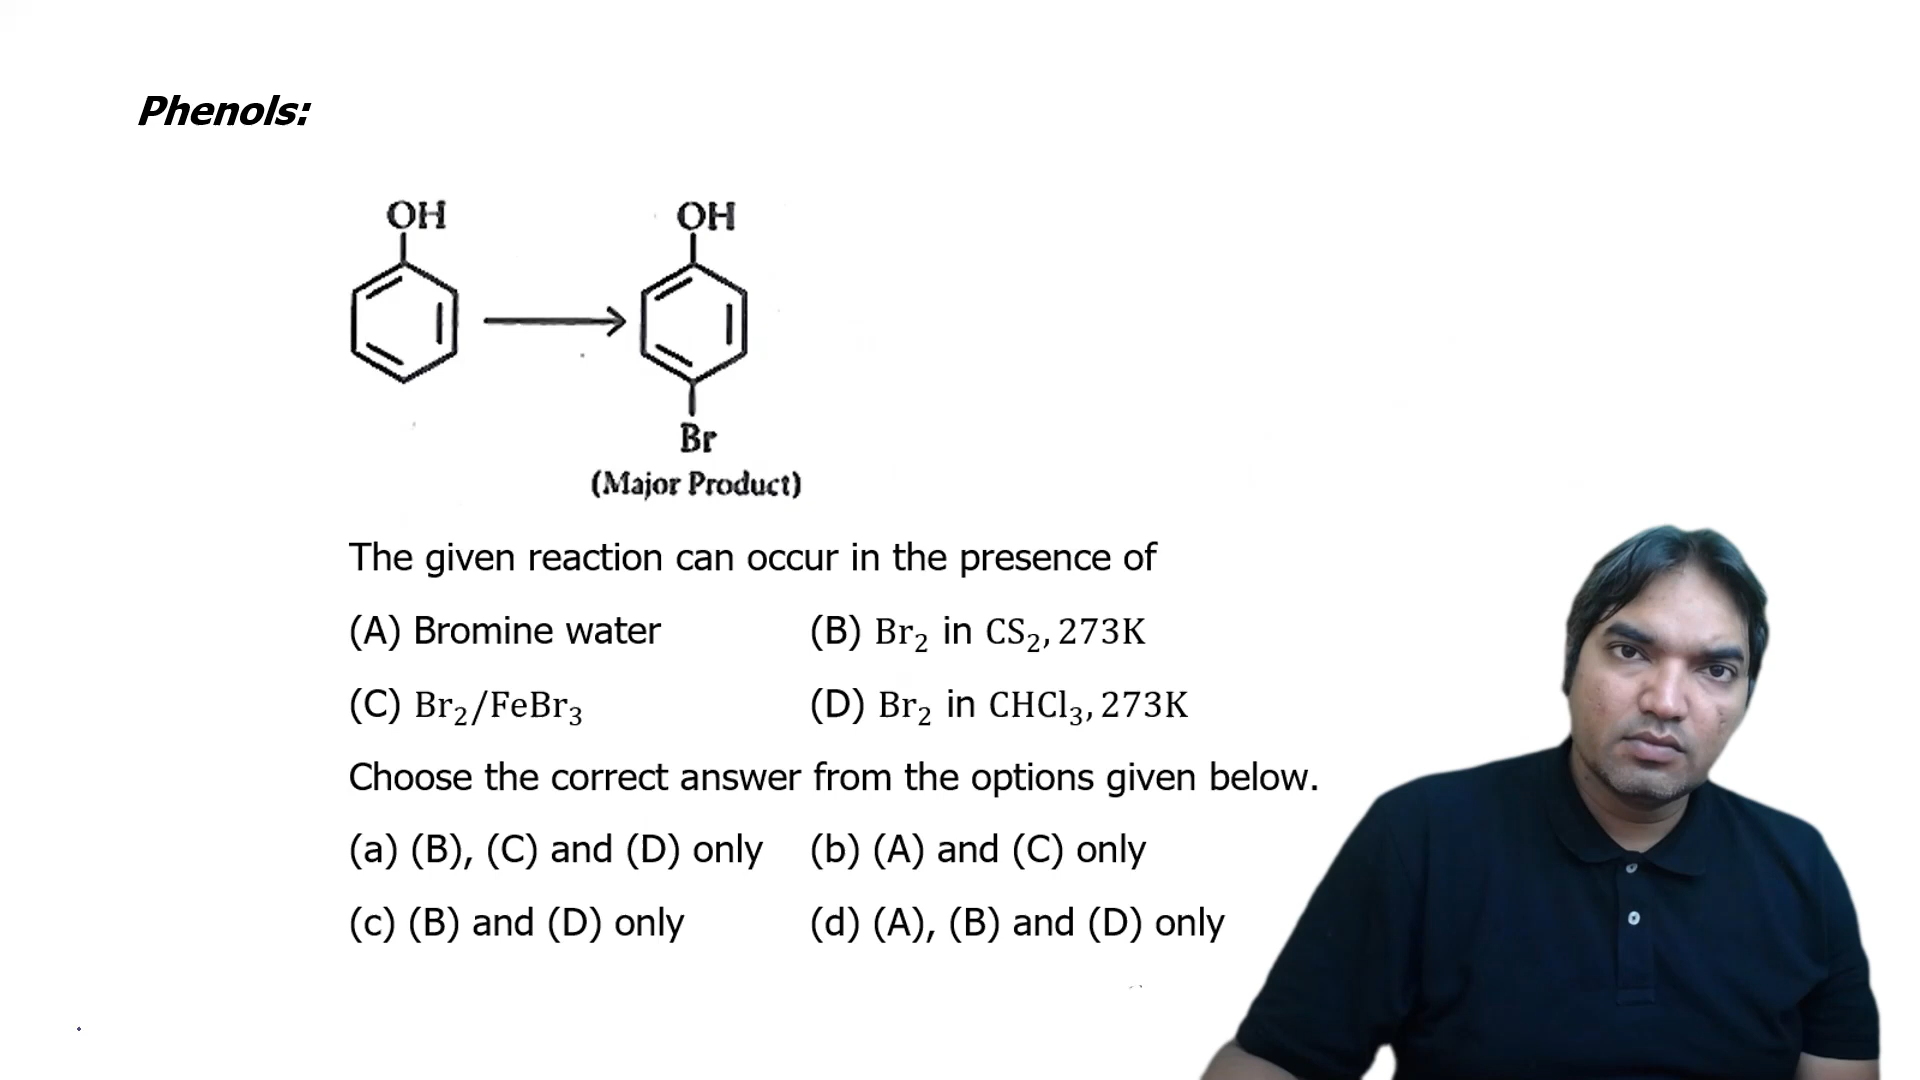 Phenols:
OH OH
Br
(Major Product)
The given reaction can occur in the presence of
(A) Bromine water (B) Br₂ in CS₂, 273K
(C) Br₂/FeBr₃ (D) Br₂ in CHCl₃, 273K
Choose the correct answer from the options given below.
(a) (B), (C) and (D) only (b) (A) and (C) only
(c) (B) and (D) only (d) (A), (B) and (D) only